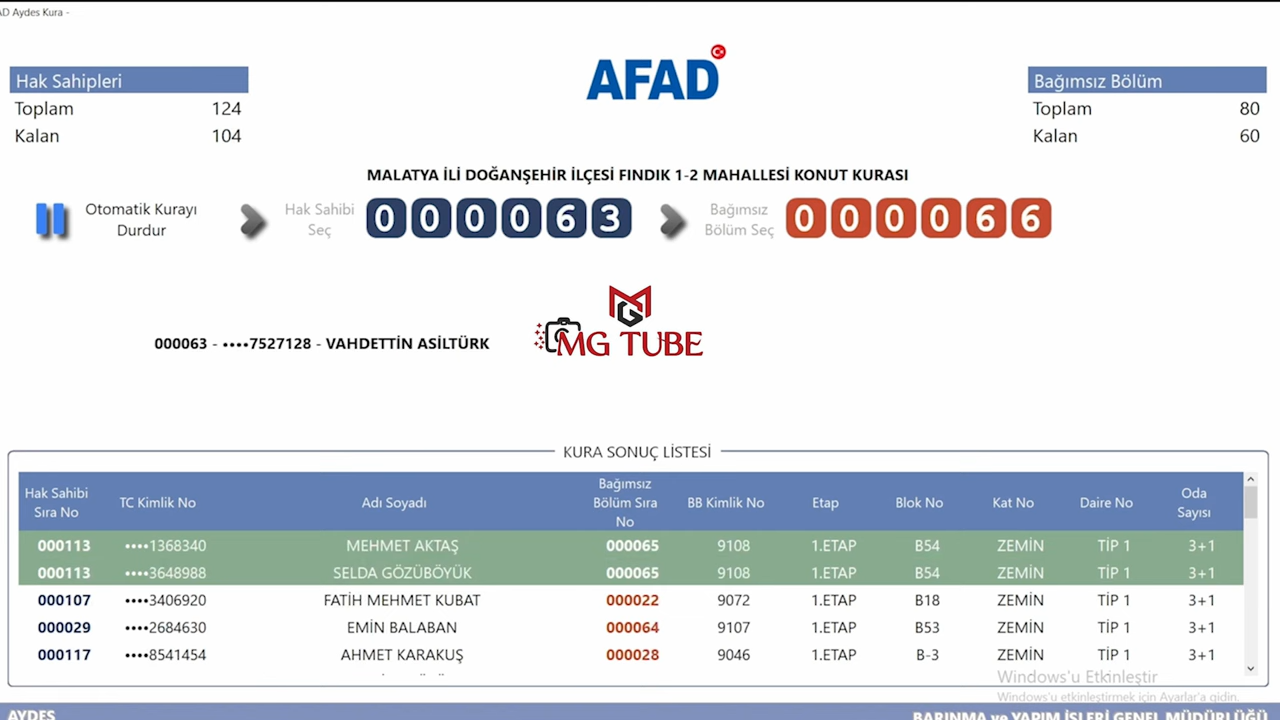 AD Aydes Kura -
AFAD
Hak Sahipleri
Toplam 124
Kalan 104
Bağımsız Bölüm
Toplam 80
Kalan 60
MALATYA İLİ DOĞANŞEHİR İLÇESİ FINDIK 1-2 MAHALLESİ KONUT KURASI
Otomatik Kurayı
Durdur
Hak Sahibi
Seç
000063
Bağımsız
Bölüm Seç
000066
MG TUBE
000063 - ••••7527128 - VAHDETTİN ASİLTÜRK
KURA SONUÇ LİSTESİ
Hak Sahibi Sıra No TC Kimlik No Adı Soyadı Bağımsız Bölüm Sıra No BB Kimlik No Etap Blok No Kat No Daire No Oda Sayısı
000113 ••••1368340 MEHMET AKTAŞ 000065 9108 1.ETAP B54 ZEMİN TİP 1 3+1
000113 ••••3648988 SELDA GÖZÜBÖYÜK 000065 9108 1.ETAP B54 ZEMİN TİP 1 3+1
000107 ••••3406920 FATİH MEHMET KUBAT 000022 9072 1.ETAP B18 ZEMİN TİP 1 3+1
000029 ••••2684630 EMİN BALABAN 000064 9107 1.ETAP B53 ZEMİN TİP 1 3+1
000117 ••••8541454 AHMET KARAKUŞ 000028 9046 1.ETAP B-3 ZEMİN TİP 1 3+1
Windows'u Etkinleştir
Windows'u etkinleştirmek için Ayarlar'a gidin.
AYDES
BARINMA ve YAPIM İŞLERİ GENEL MÜDÜRLÜĞÜ